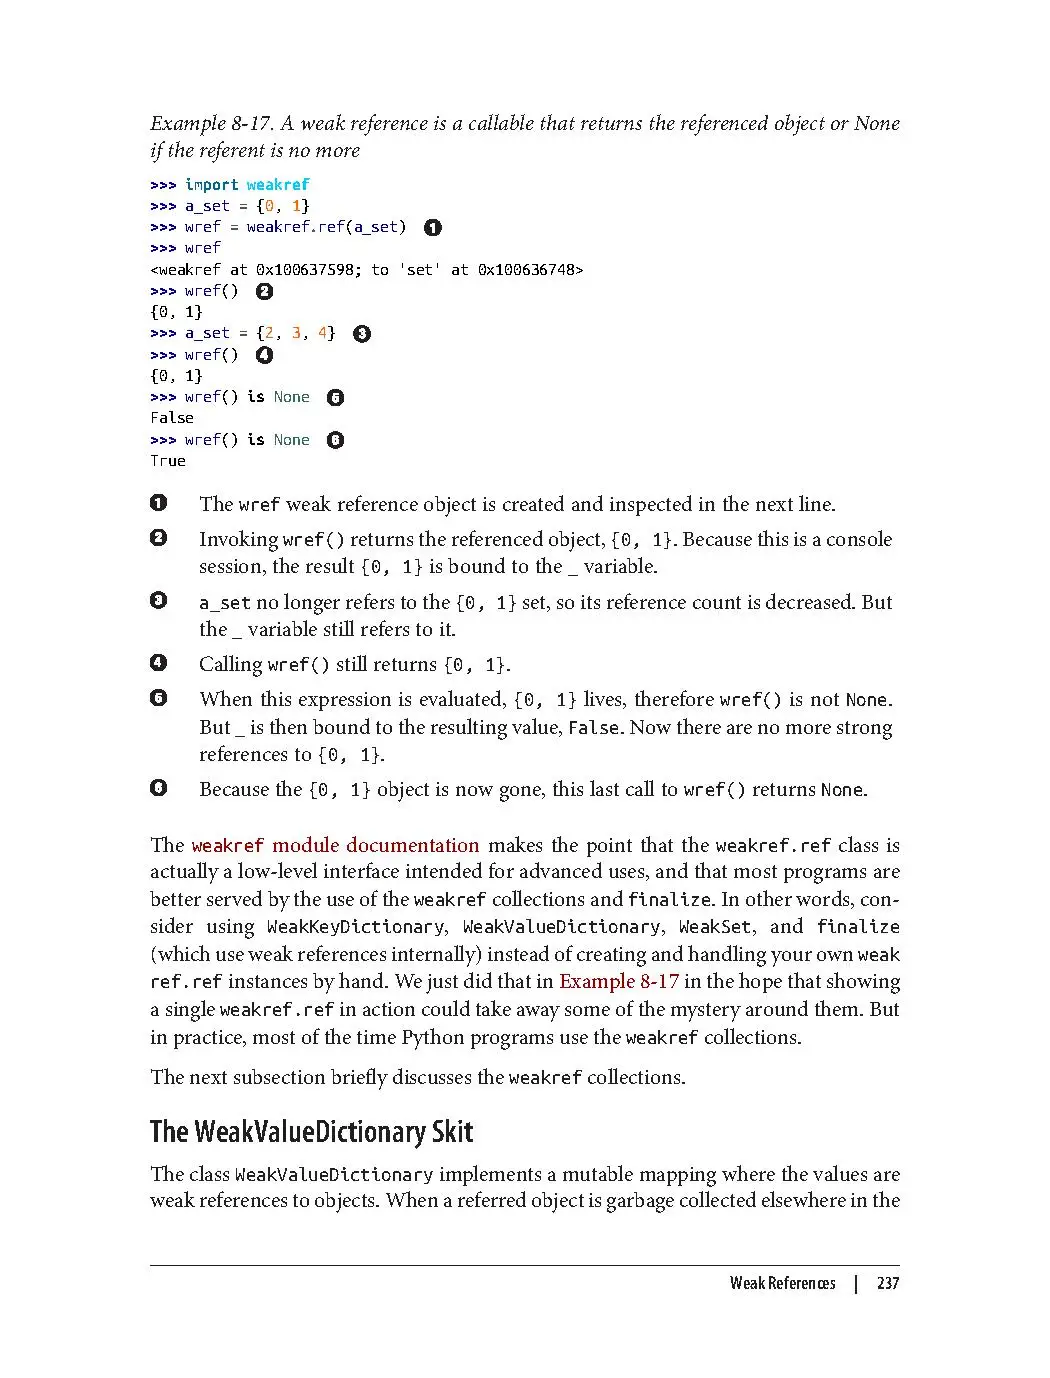 Example 8-17. A weak reference is a callable that returns the referenced object or None
if the referent is no more
>>> import weakref
>>> a_set = {0, 1}
>>> wref = weakref.ref(a_set) ❶
>>> wref
<weakref at 0x100637598; to 'set' at 0x100636748>
>>> wref() ❷
{0, 1}
>>> a_set = {2, 3, 4} ❸
>>> wref() ❹
{0, 1}
>>> wref() is None ❺
False
>>> wref() is None ❻
True
❶ The wref weak reference object is created and inspected in the next line.
❷ Invoking wref() returns the referenced object, {0, 1}. Because this is a console
session, the result {0, 1} is bound to the _ variable.
❸ a_set no longer refers to the {0, 1} set, so its reference count is decreased. But
the _ variable still refers to it.
❹ Calling wref() still returns {0, 1}.
❺ When this expression is evaluated, {0, 1} lives, therefore wref() is not None.
But _ is then bound to the resulting value, False. Now there are no more strong
references to {0, 1}.
❻ Because the {0, 1} object is now gone, this last call to wref() returns None.
The weakref module documentation makes the point that the weakref.ref class is
actually a low-level interface intended for advanced uses, and that most programs are
better served by the use of the weakref collections and finalize. In other words, con-
sider using WeakKeyDictionary, WeakValueDictionary, WeakSet, and finalize
(which use weak references internally) instead of creating and handling your own weak
ref.ref instances by hand. We just did that in Example 8-17 in the hope that showing
a single weakref.ref in action could take away some of the mystery around them. But
in practice, most of the time Python programs use the weakref collections.
The next subsection briefly discusses the weakref collections.
The WeakValueDictionary Skit
The class WeakValueDictionary implements a mutable mapping where the values are
weak references to objects. When a referred object is garbage collected elsewhere in the
Weak References | 237